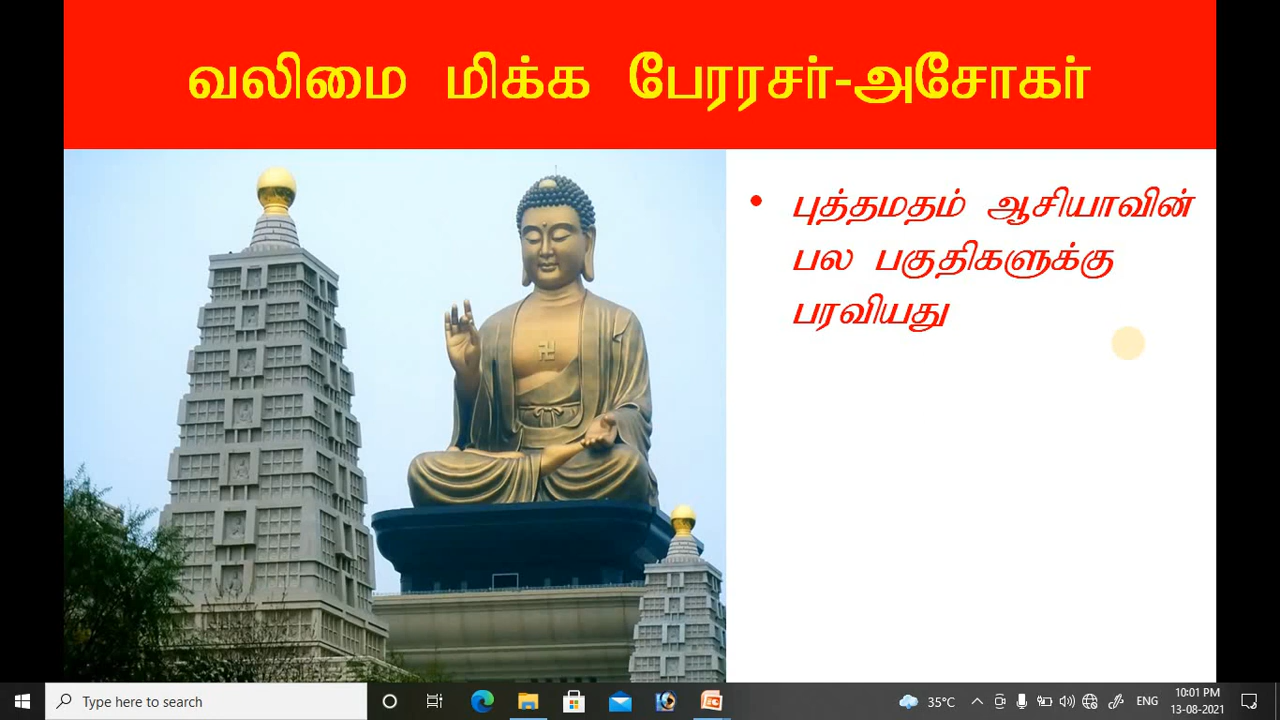 வலிமை மிக்க பேரரசர்-அசோகர்
• புத்தமதம் ஆசியாவின்
பல பகுதிகளுக்கு
பரவியது
Type here to search
35°C
ENG
10:01 PM
13-08-2021